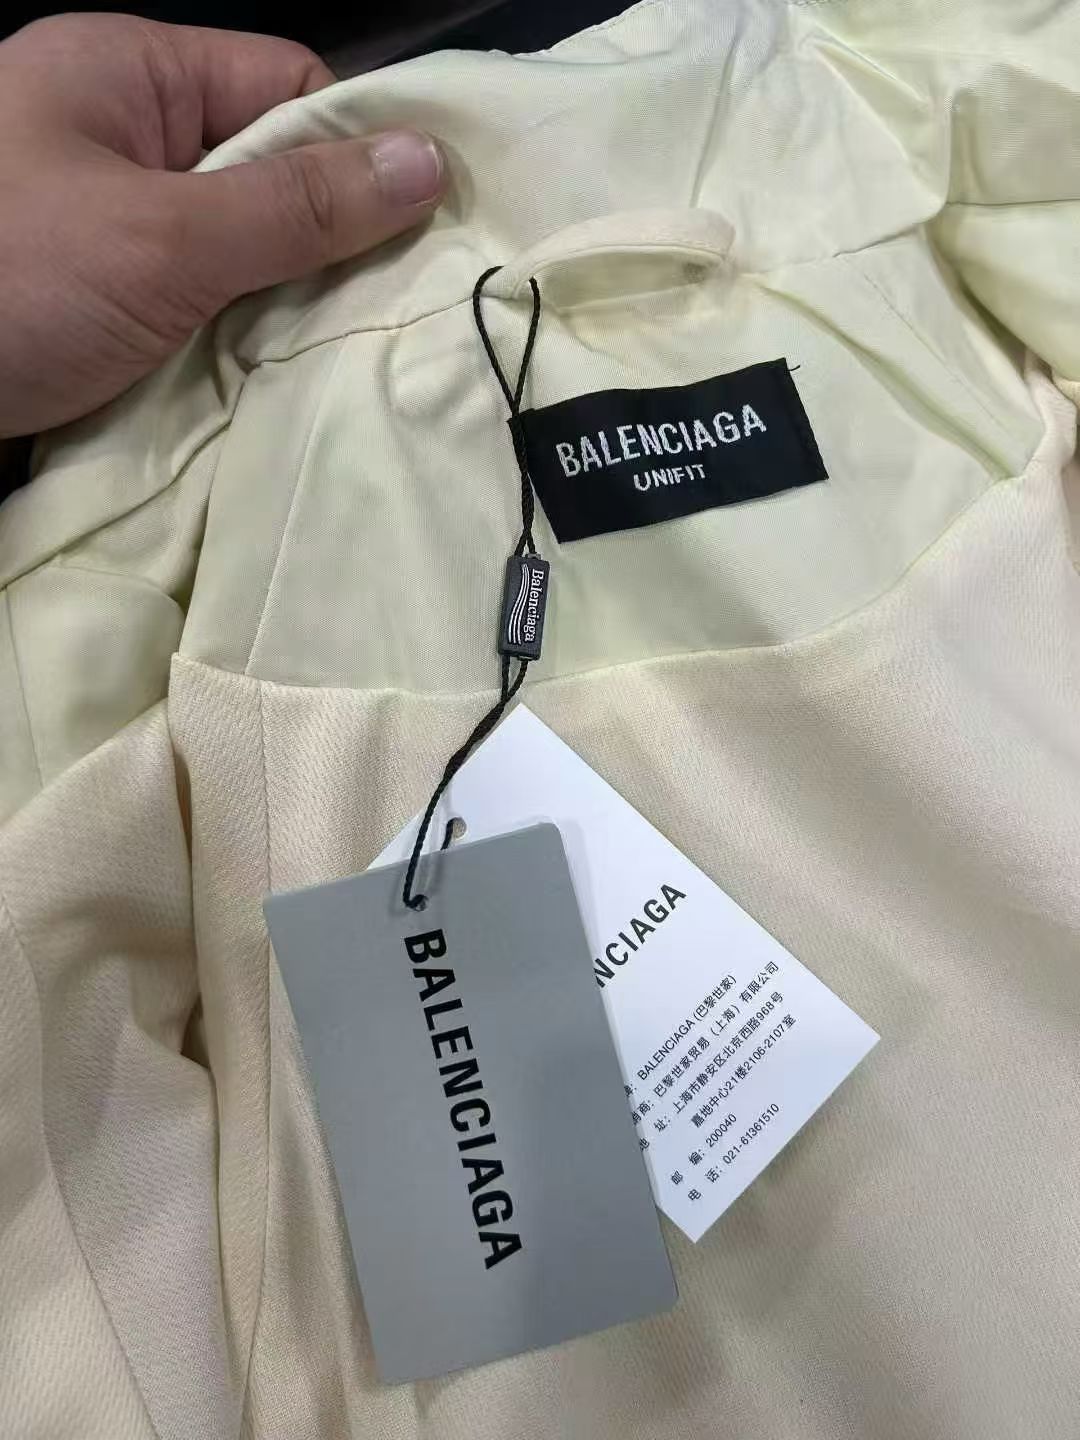 BALENCIAGA
UNIFIT
Balenciaga
BALENCIAGA
NCIAGA
牌: BALENCIAGA (巴黎世家)
销商: 巴黎世家贸易（上海）有限公司
地 址: 上海市静安区北京西路968号
嘉地中心21楼2106-2107室
邮 编: 200040
电 话: 021-61361510